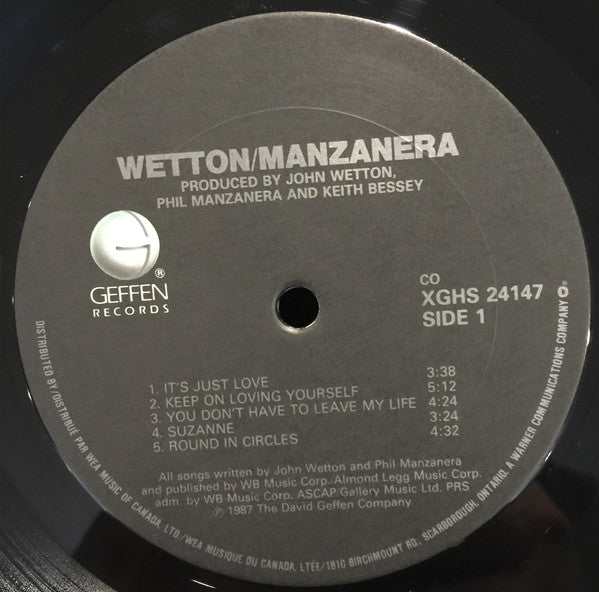 WETTON/MANZANERA
PRODUCED BY JOHN WETTON,
PHIL MANZANERA AND KEITH BESSEY
G ®
GEFFEN
RECORDS
CO
XGHS 24147
SIDE 1
1. IT'S JUST LOVE 3:38
2. KEEP ON LOVING YOURSELF 5:12
3. YOU DON'T HAVE TO LEAVE MY LIFE 4:24
4. SUZANNE 3:24
5. ROUND IN CIRCLES 4:32
All songs written by John Wetton and Phil Manzanera
and published by WB Music Corp. Almond Legg Music Corp.
adm. by WB Music Corp. ASCAP/Gallery Music Ltd. PRS
℗ 1987 The David Geffen Company
DISTRIBUTED BY/DISTRIBUÉ PAR WEA MUSIC OF CANADA, LTD./WEA MUSIQUE DU CANADA, LTÉE/1810 BIRCHMOUNT RD., SCARBOROUGH, ONTARIO. A WARNER COMMUNICATIONS COMPANY